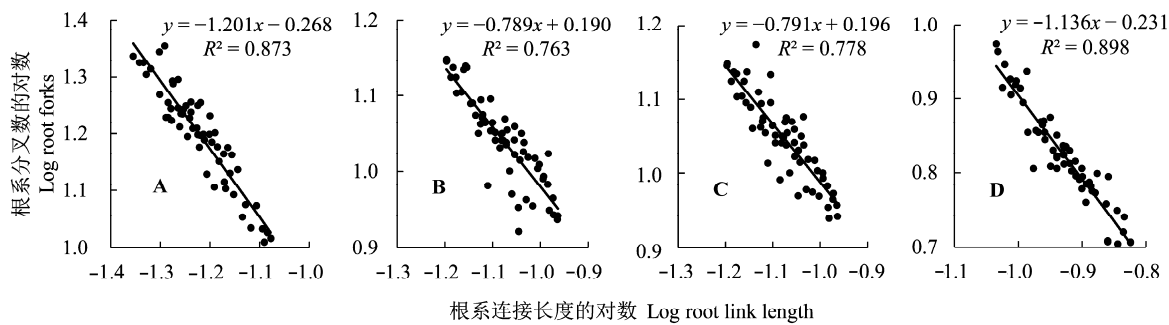 y = −1.201x − 0.268
R² = 0.873
y = −0.789x + 0.190
R² = 0.763
y = −0.791x + 0.196
R² = 0.778
y = −1.136x − 0.231
R² = 0.898
根系分叉数的对数
Log root forks
1.4
1.3
1.2
1.1
1.0
A
−1.4 −1.3 −1.2 −1.1 −1.0
1.2
1.1
1.0
0.9
B
−1.3 −1.2 −1.1 −1.0 −0.9
1.2
1.1
1.0
0.9
C
−1.3 −1.2 −1.1 −1.0 −0.9
1.0
0.9
0.8
0.7
D
−1.1 −1.0 −0.9 −0.8
根系连接长度的对数 Log root link length